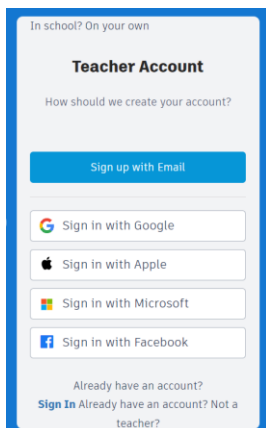 In school? On your own
Teacher Account
How should we create your account?
Sign up with Email
Sign in with Google
Sign in with Apple
Sign in with Microsoft
Sign in with Facebook
Already have an account?
Sign In Already have an account? Not a
teacher?